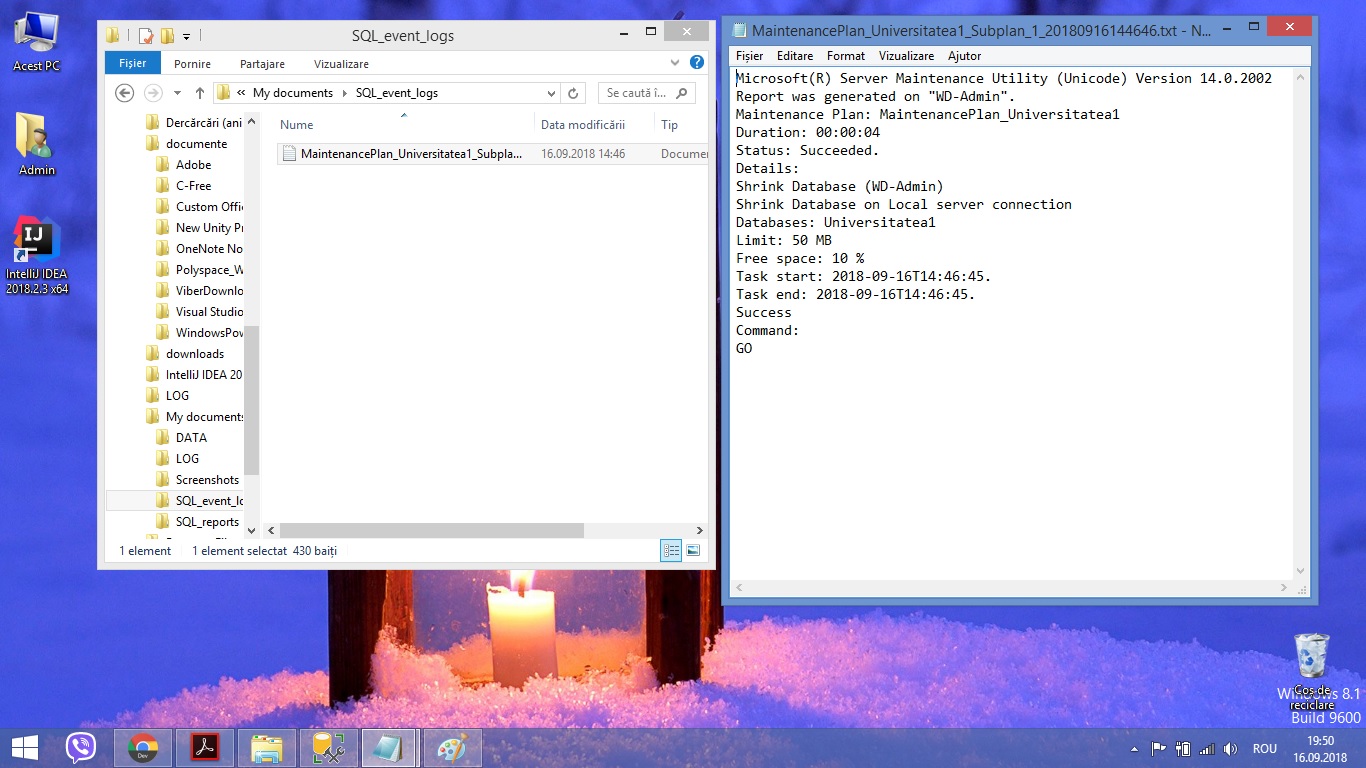 Acest PC
Admin
IntelliJ IDEA
2018.2.3 x64
SQL_event_logs
Fișier
Pornire
Partajare
Vizualizare
My documents
SQL_event_logs
Se caută î...
Dercărcări (ani
documente
Adobe
C-Free
Custom Offi
New Unity Pr
OneNote No
Polyspace_W
ViberDownlo
Visual Studio
WindowsPow
downloads
IntelliJ IDEA 20
LOG
My documents
DATA
LOG
Screenshots
SQL_event_lo
SQL_reports
Nume
Data modificării
Tip
MaintenancePlan_Universitatea1_Subpla...
16.09.2018 14:46
Documen
1 element
1 element selectat 430 baiți
MaintenancePlan_Universitatea1_Subplan_1_20180916144646.txt - N...
Fișier
Editare
Format
Vizualizare
Ajutor
Microsoft(R) Server Maintenance Utility (Unicode) Version 14.0.2002
Report was generated on "WD-Admin".
Maintenance Plan: MaintenancePlan_Universitatea1
Duration: 00:00:04
Status: Succeeded.
Details:
Shrink Database (WD-Admin)
Shrink Database on Local server connection
Databases: Universitatea1
Limit: 50 MB
Free space: 10 %
Task start: 2018-09-16T14:46:45.
Task end: 2018-09-16T14:46:45.
Success
Command:
GO
Coș de
reciclare
Windows 8.1
Build 9600
Dev
ROU
19:50
16.09.2018